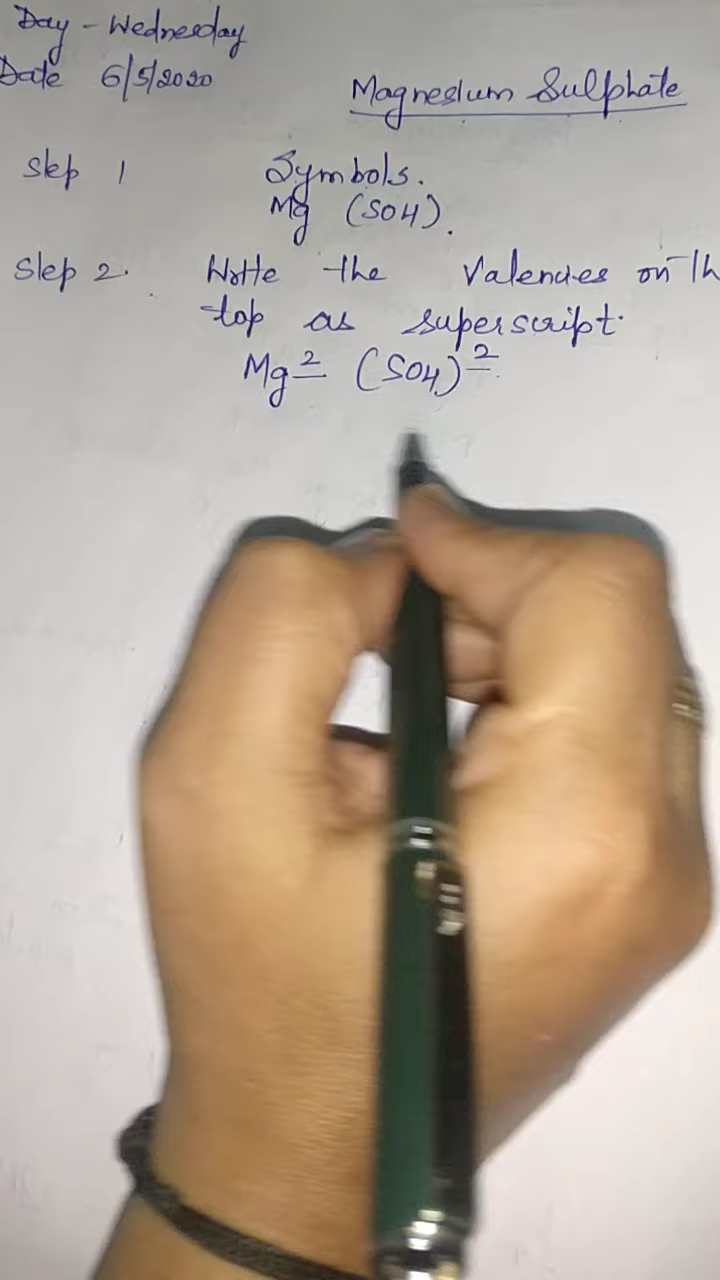 Day - Wednesday
Date 6/5/2020
Magnesium Sulphate
Step 1 Symbols.
Mg (SO4).
Step 2. Write the Valencies on th
top as superscript.
Mg² (SO4)²